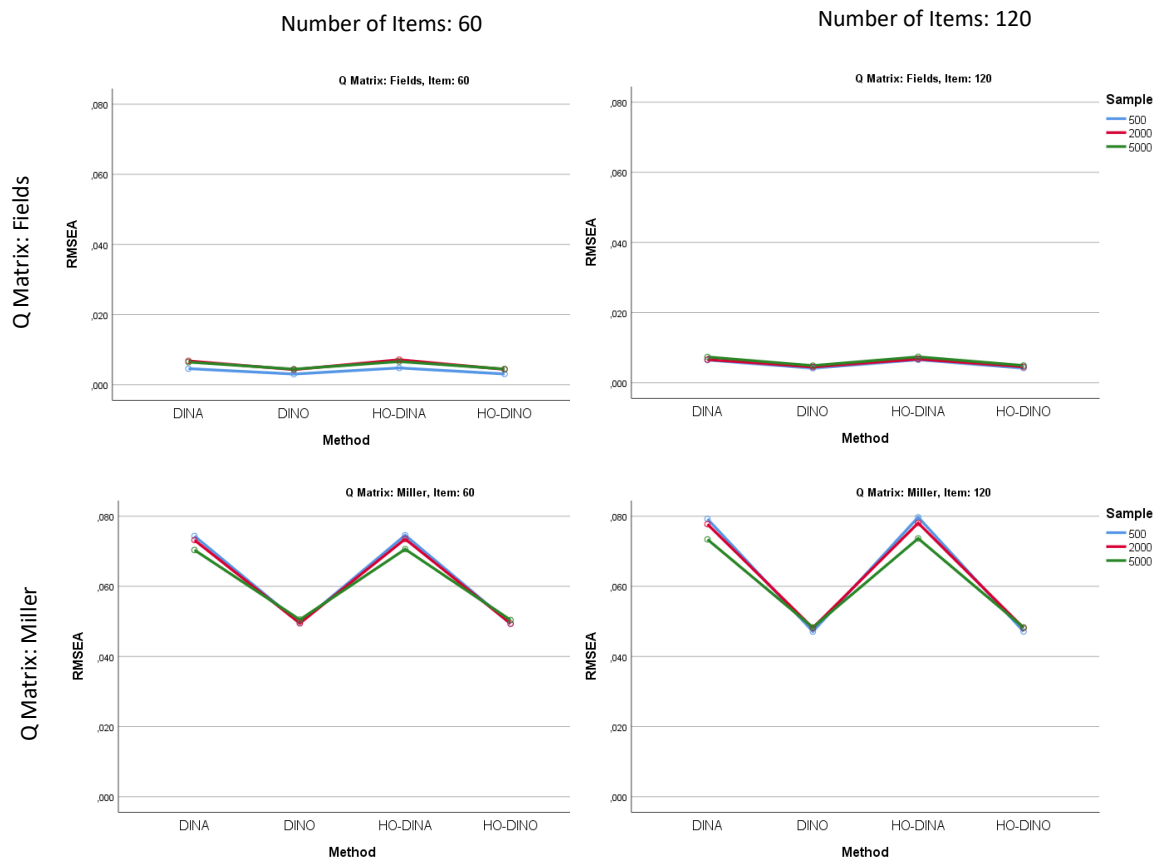 Number of Items: 60
Number of Items: 120
Q Matrix: Fields
Q Matrix: Fields, Item: 60
,080
,060
,040
,020
,000
RMSEA
DINA DINO HO-DINA HO-DINO
Method
Q Matrix: Fields, Item: 120
,080
,060
,040
,020
,000
RMSEA
DINA DINO HO-DINA HO-DINO
Method
Sample
500
2000
5000
Q Matrix: Miller
Q Matrix: Miller, Item: 60
,080
,060
,040
,020
,000
RMSEA
DINA DINO HO-DINA HO-DINO
Method
Q Matrix: Miller, Item: 120
,080
,060
,040
,020
,000
RMSEA
DINA DINO HO-DINA HO-DINO
Method
Sample
500
2000
5000